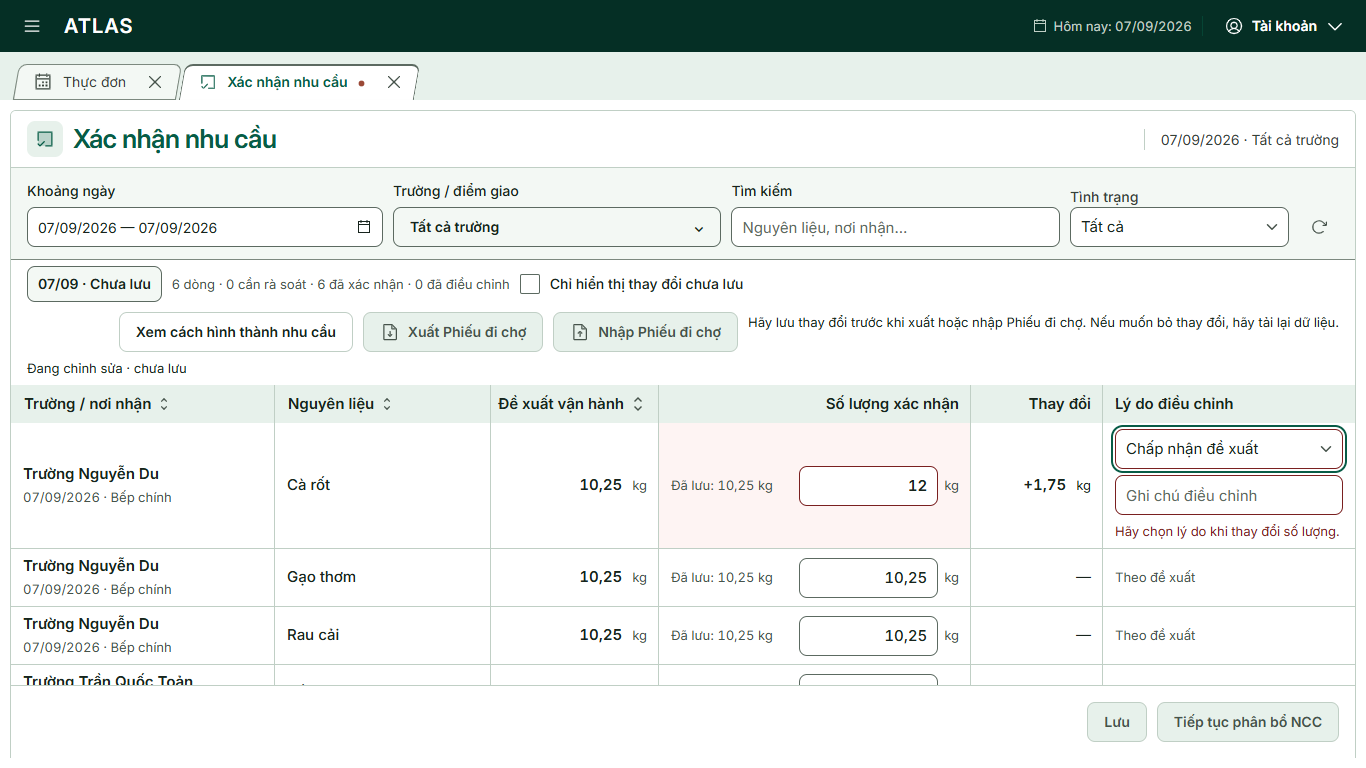 ATLAS
Hôm nay: 07/09/2026
Tài khoản
Thực đơn
Xác nhận nhu cầu
Xác nhận nhu cầu
07/09/2026 · Tất cả trường
Khoảng ngày
Trường / điểm giao
Tìm kiếm
Tình trạng
07/09/2026 — 07/09/2026
Tất cả trường
Nguyên liệu, nơi nhận...
Tất cả
07/09 · Chưa lưu
6 dòng · 0 cần rà soát · 6 đã xác nhận · 0 đã điều chỉnh
Chỉ hiển thị thay đổi chưa lưu
Xem cách hình thành nhu cầu
Xuất Phiếu đi chợ
Nhập Phiếu đi chợ
Hãy lưu thay đổi trước khi xuất hoặc nhập Phiếu đi chợ. Nếu muốn bỏ thay đổi, hãy tải lại dữ liệu.
Đang chỉnh sửa · chưa lưu
Trường / nơi nhận
Nguyên liệu
Đề xuất vận hành
Số lượng xác nhận
Thay đổi
Lý do điều chỉnh
Trường Nguyễn Du
07/09/2026 · Bếp chính
Cà rốt
10,25 kg
Đã lưu: 10,25 kg
12 kg
+1,75 kg
Chấp nhận đề xuất
Ghi chú điều chỉnh
Hãy chọn lý do khi thay đổi số lượng.
Trường Nguyễn Du
07/09/2026 · Bếp chính
Gạo thơm
10,25 kg
Đã lưu: 10,25 kg
10,25 kg
—
Theo đề xuất
Trường Nguyễn Du
07/09/2026 · Bếp chính
Rau cải
10,25 kg
Đã lưu: 10,25 kg
10,25 kg
—
Theo đề xuất
Trường Trần Quốc Toản
Lưu
Tiếp tục phân bổ NCC